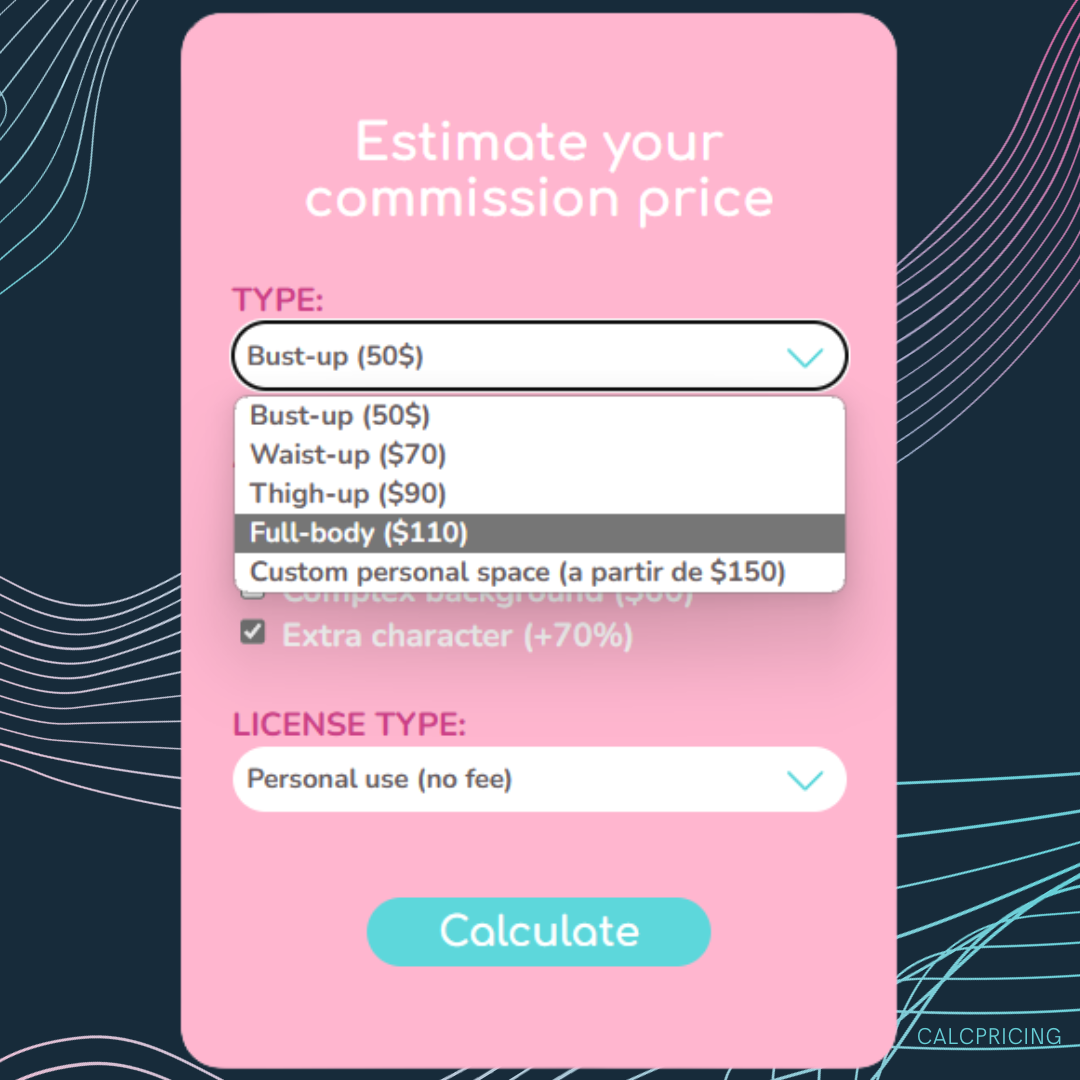 Estimate your
commission price
TYPE:
Bust-up (50$)
Bust-up (50$)
Waist-up ($70)
Thigh-up ($90)
Full-body ($110)
Custom personal space (a partir de $150)
Complex background
Extra character (+70%)
LICENSE TYPE:
Personal use (no fee)
Calculate
CALCPRICING